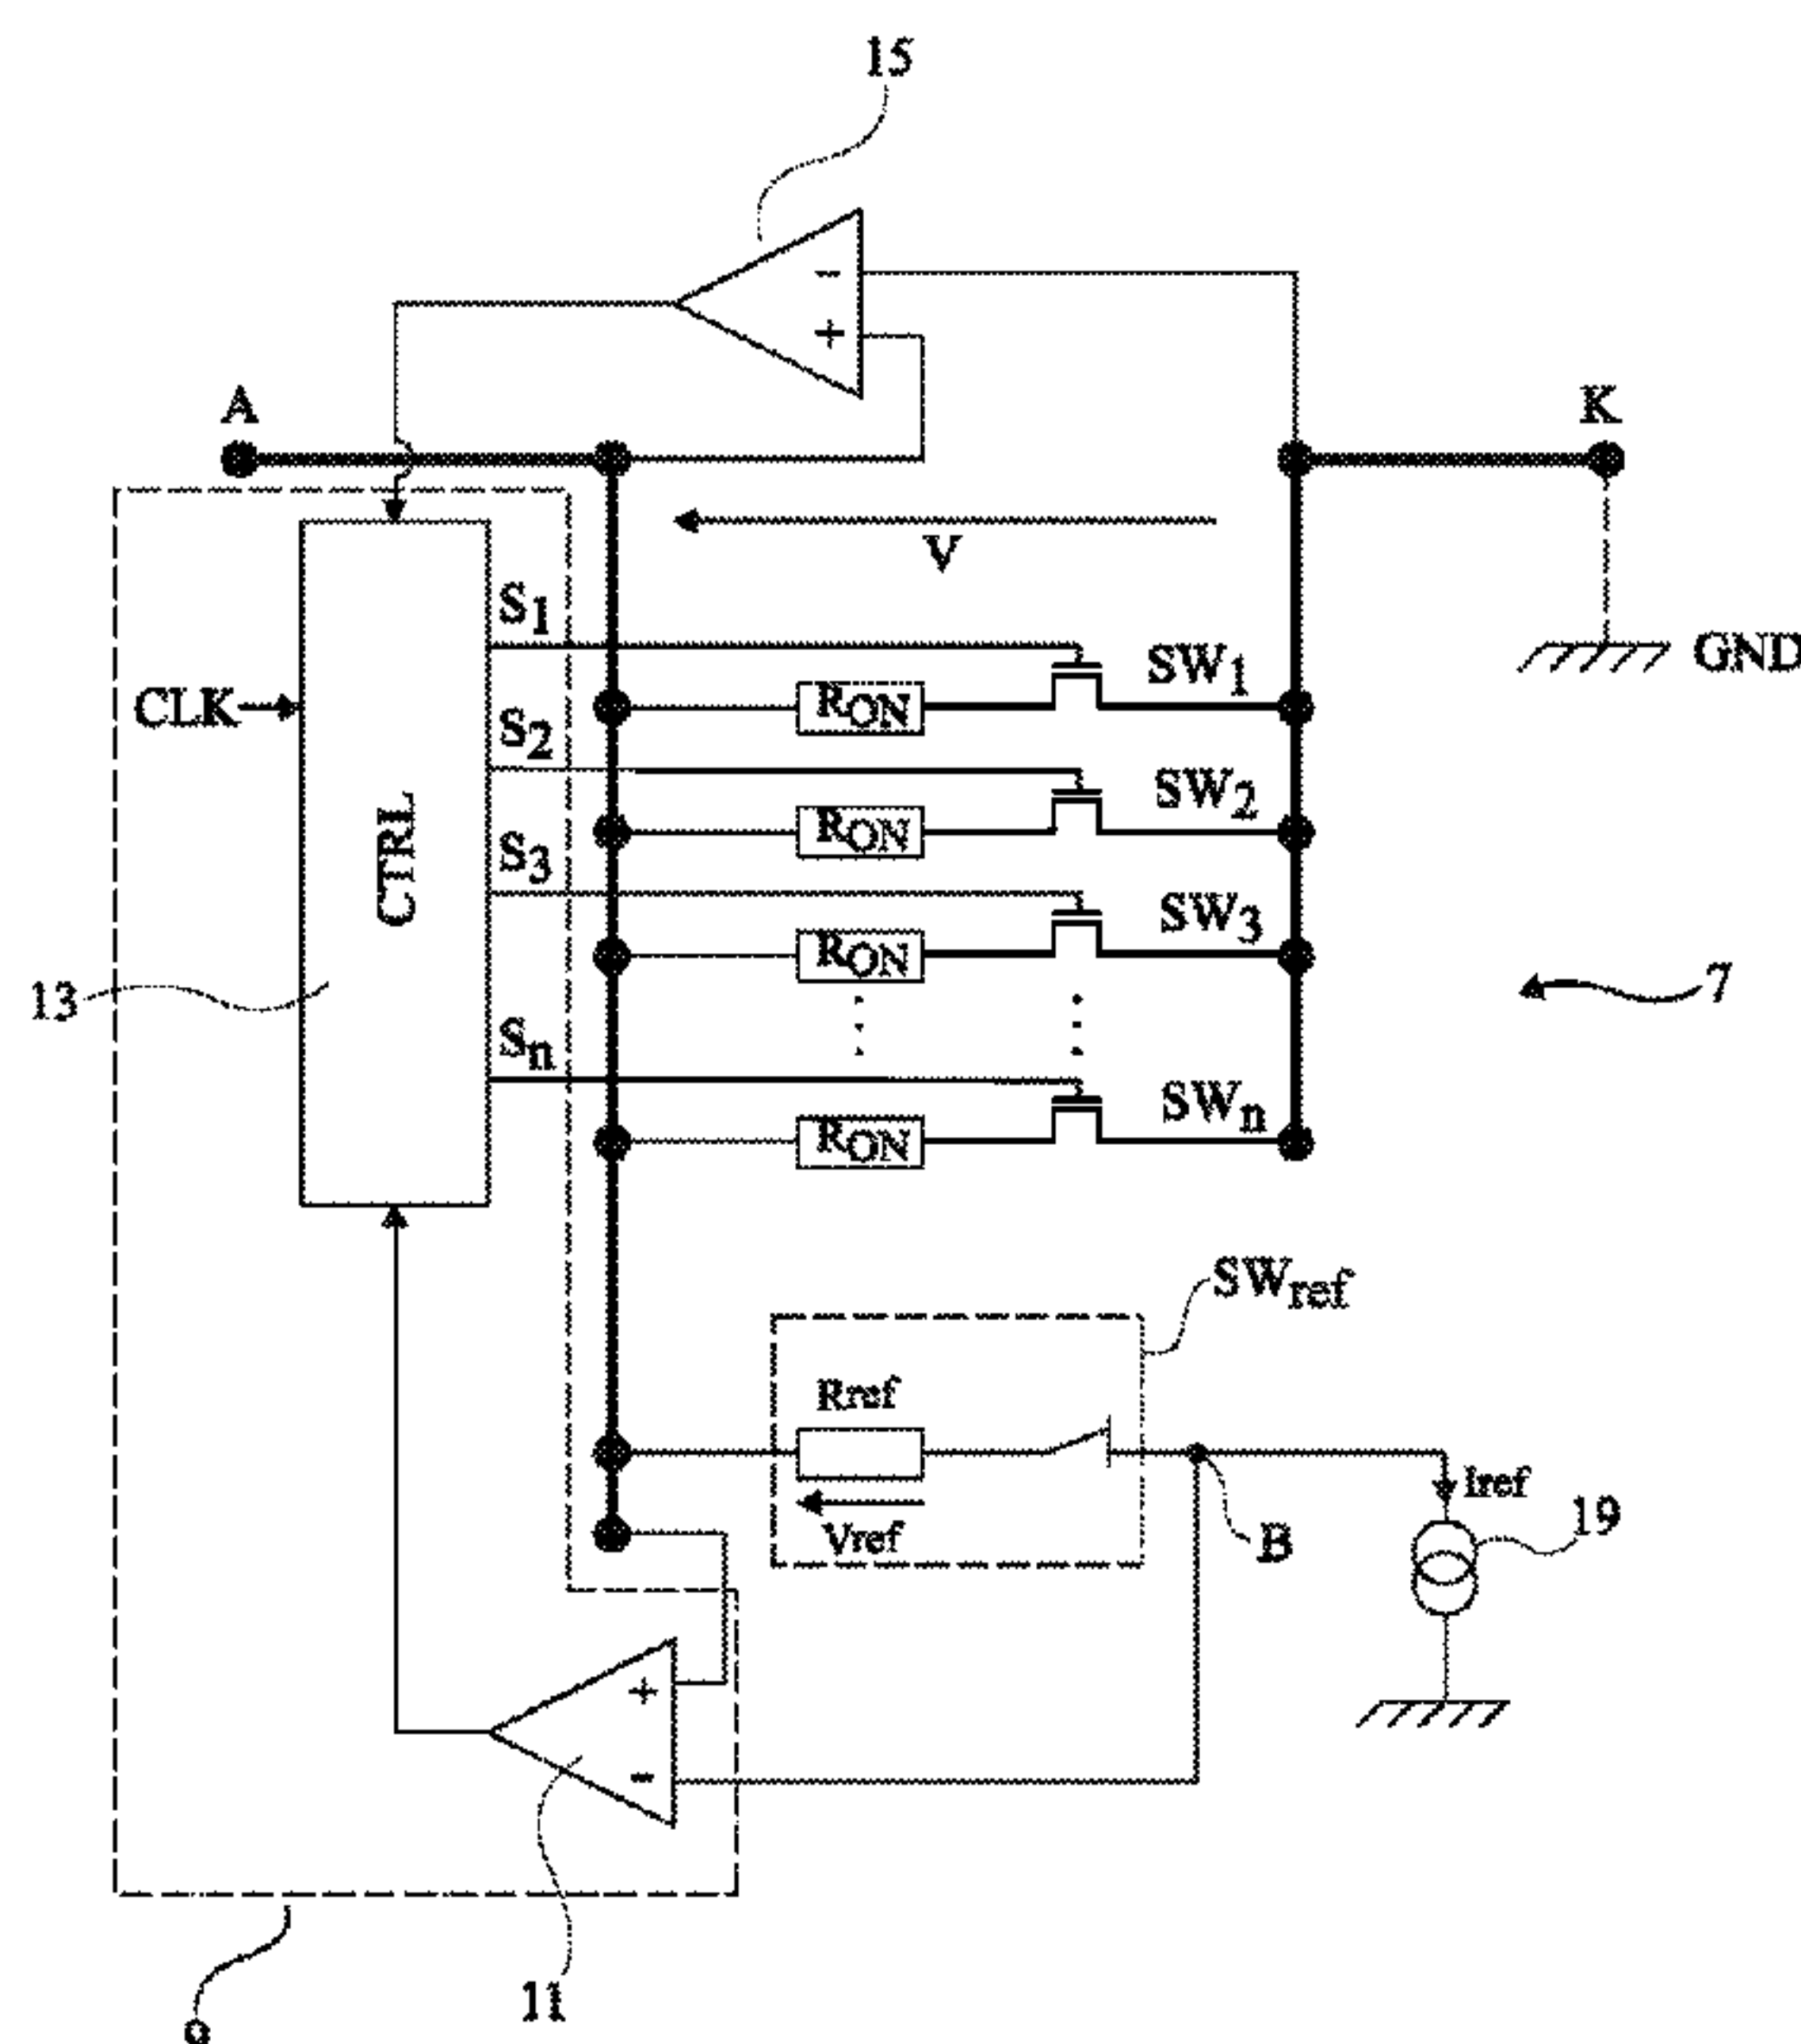 15
-
+
A
K
V
S1
SW1
GND
CLK
RON
S2
SW2
RON
CTRL
S3
SW3
RON
13
7
Sn
SWn
RON
SWref
Rref
Vref
B
Iref
19
+
-
11
9